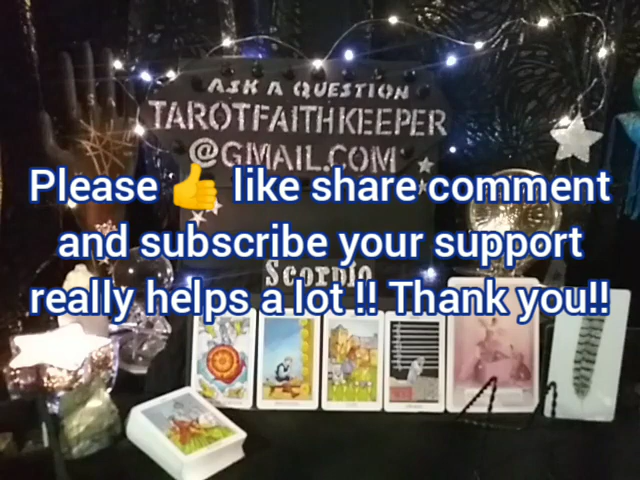 ASK A QUESTION
TAROTFAITHKEEPER
@GMAIL.COM
Please 👍 like share comment
and subscribe your support
Scorpio
really helps a lot !! Thank you!!